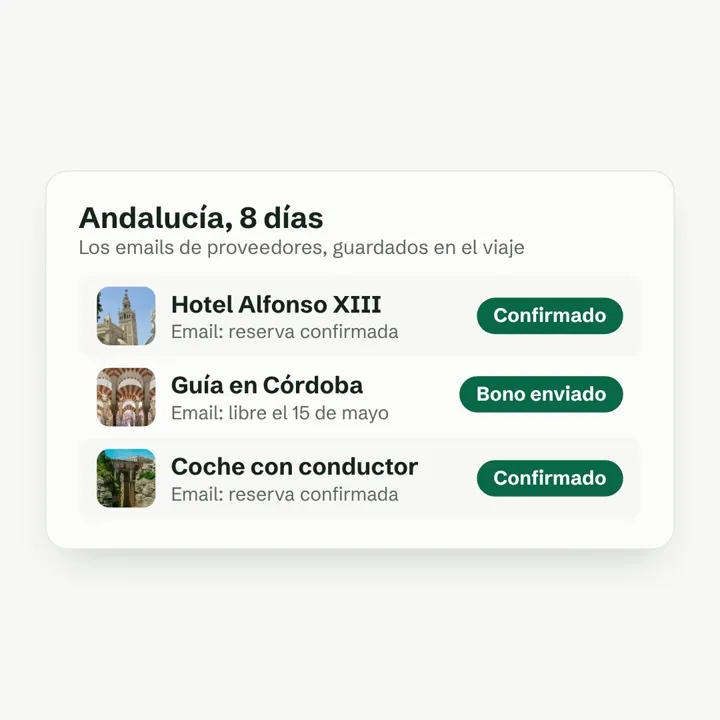 Andalucía, 8 días
Los emails de proveedores, guardados en el viaje
Hotel Alfonso XIII
Email: reserva confirmada
Confirmado
Guía en Córdoba
Email: libre el 15 de mayo
Bono enviado
Coche con conductor
Email: reserva confirmada
Confirmado